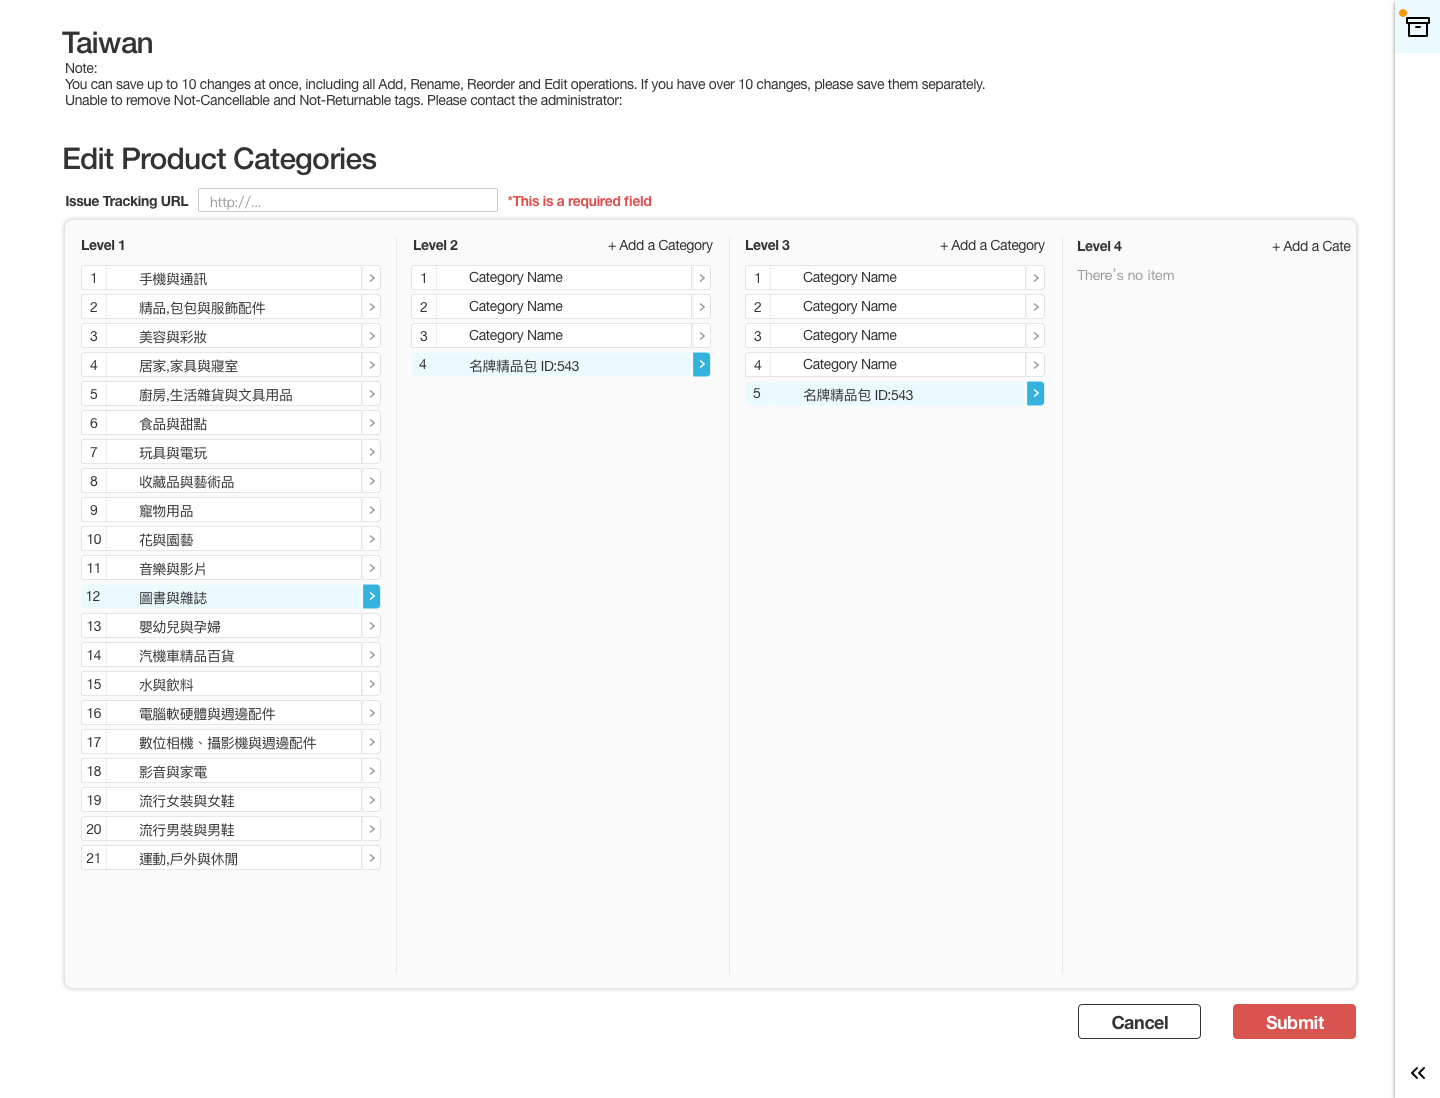 Taiwan
Note:
You can save up to 10 changes at once, including all Add, Rename, Reorder and Edit operations. If you have over 10 changes, please save them separately.
Unable to remove Not-Cancellable and Not-Returnable tags. Please contact the administrator:
Edit Product Categories
Issue Tracking URL http://... *This is a required field
Level 1
1 手機與通訊
2 精品,包包與服飾配件
3 美容與彩妝
4 居家,家具與寢室
5 廚房,生活雜貨與文具用品
6 食品與甜點
7 玩具與電玩
8 收藏品與藝術品
9 寵物用品
10 花與園藝
11 音樂與影片
12 圖書與雜誌
13 嬰幼兒與孕婦
14 汽機車精品百貨
15 水與飲料
16 電腦軟硬體與週邊配件
17 數位相機、攝影機與週邊配件
18 影音與家電
19 流行女裝與女鞋
20 流行男裝與男鞋
21 運動,戶外與休閒
Level 2 + Add a Category
1 Category Name
2 Category Name
3 Category Name
4 名牌精品包 ID:543
Level 3 + Add a Category
1 Category Name
2 Category Name
3 Category Name
4 Category Name
5 名牌精品包 ID:543
Level 4 + Add a Cate
There's no item
Cancel
Submit